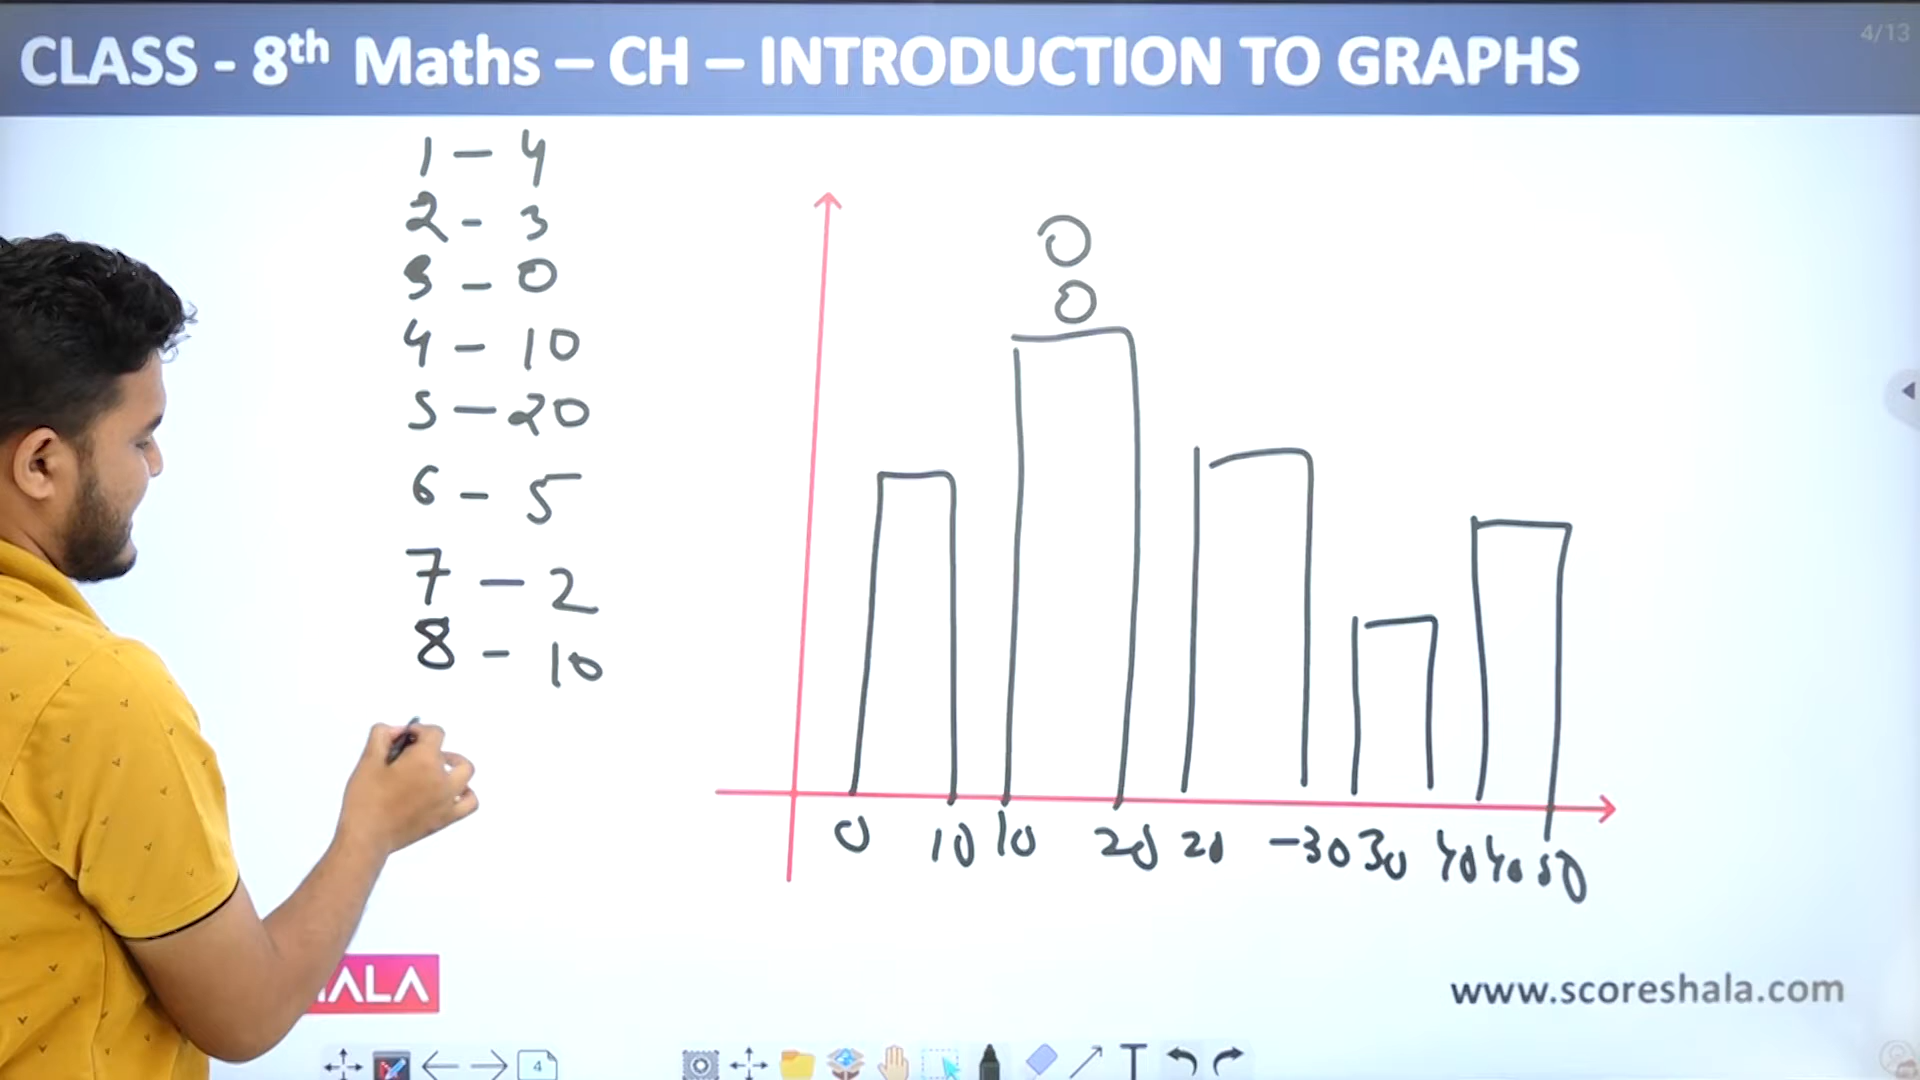 CLASS - 8th Maths – CH – INTRODUCTION TO GRAPHS
4/13
1 - 4
2 - 3
3 - 0
4 - 10
5 - 20
6 - 5
7 - 2
8 - 10
0
0
0 10 10 20 20 -30 30 40 40 50
ALA
www.scoreshala.com
4
T